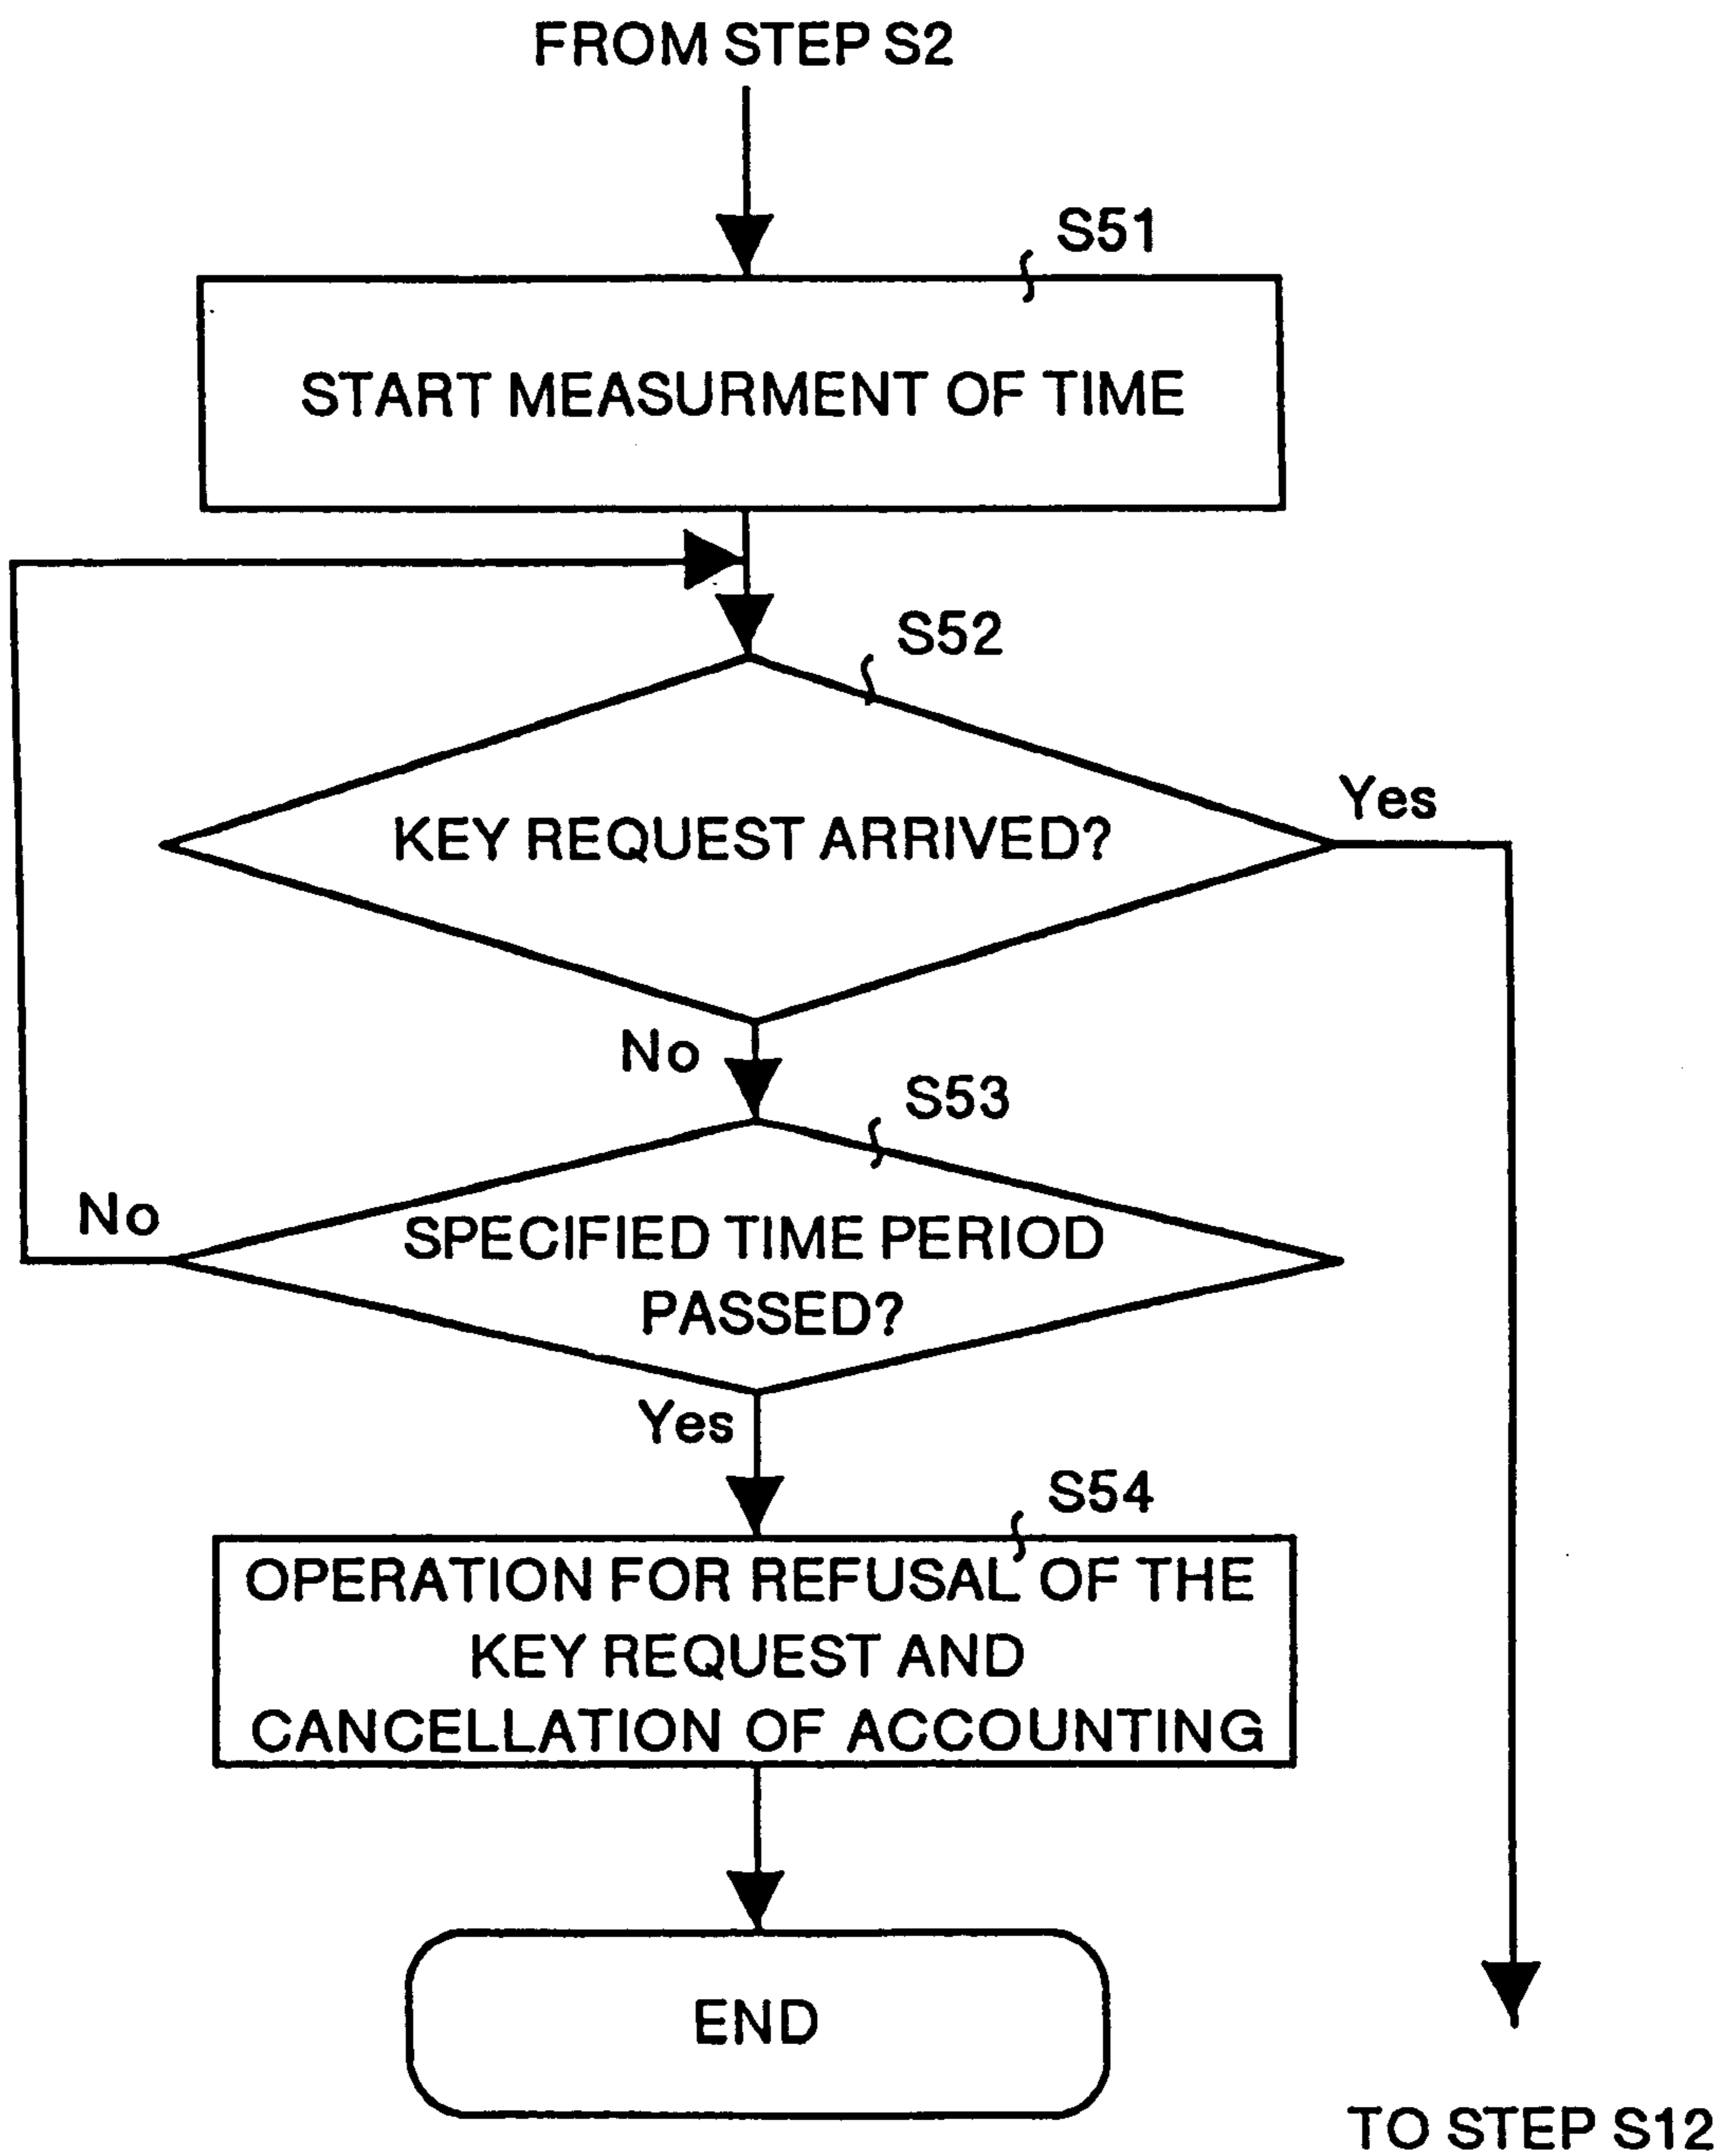 FROM STEP S2
S51
START MEASURMENT OF TIME
S52
KEY REQUEST ARRIVED?
Yes
No
S53
No
SPECIFIED TIME PERIOD
PASSED?
Yes
S54
OPERATION FOR REFUSAL OF THE
KEY REQUEST AND
CANCELLATION OF ACCOUNTING
END
TO STEP S12